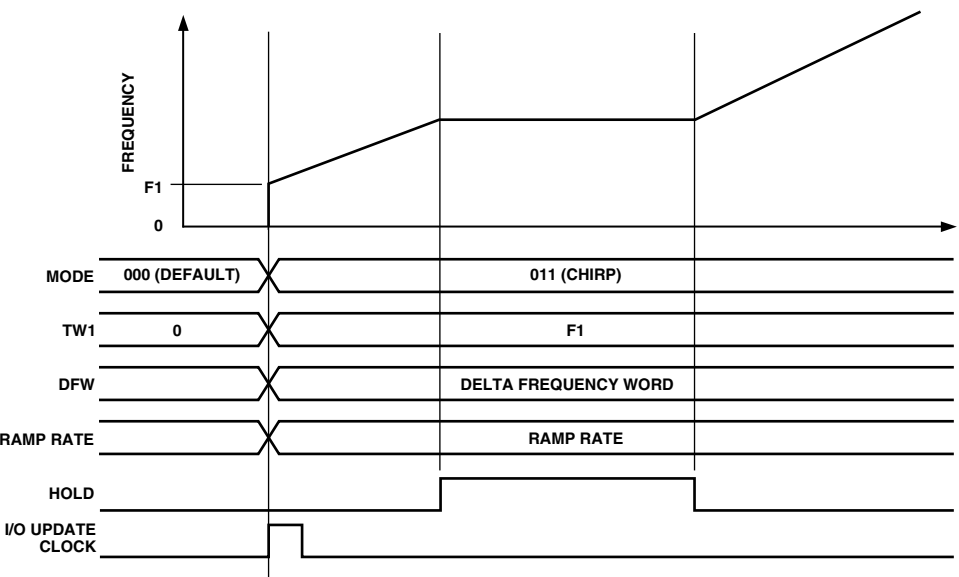 FREQUENCY
F1
0
MODE 000 (DEFAULT) 011 (CHIRP)
TW1 0 F1
DFW DELTA FREQUENCY WORD
RAMP RATE RAMP RATE
HOLD
I/O UPDATE
CLOCK